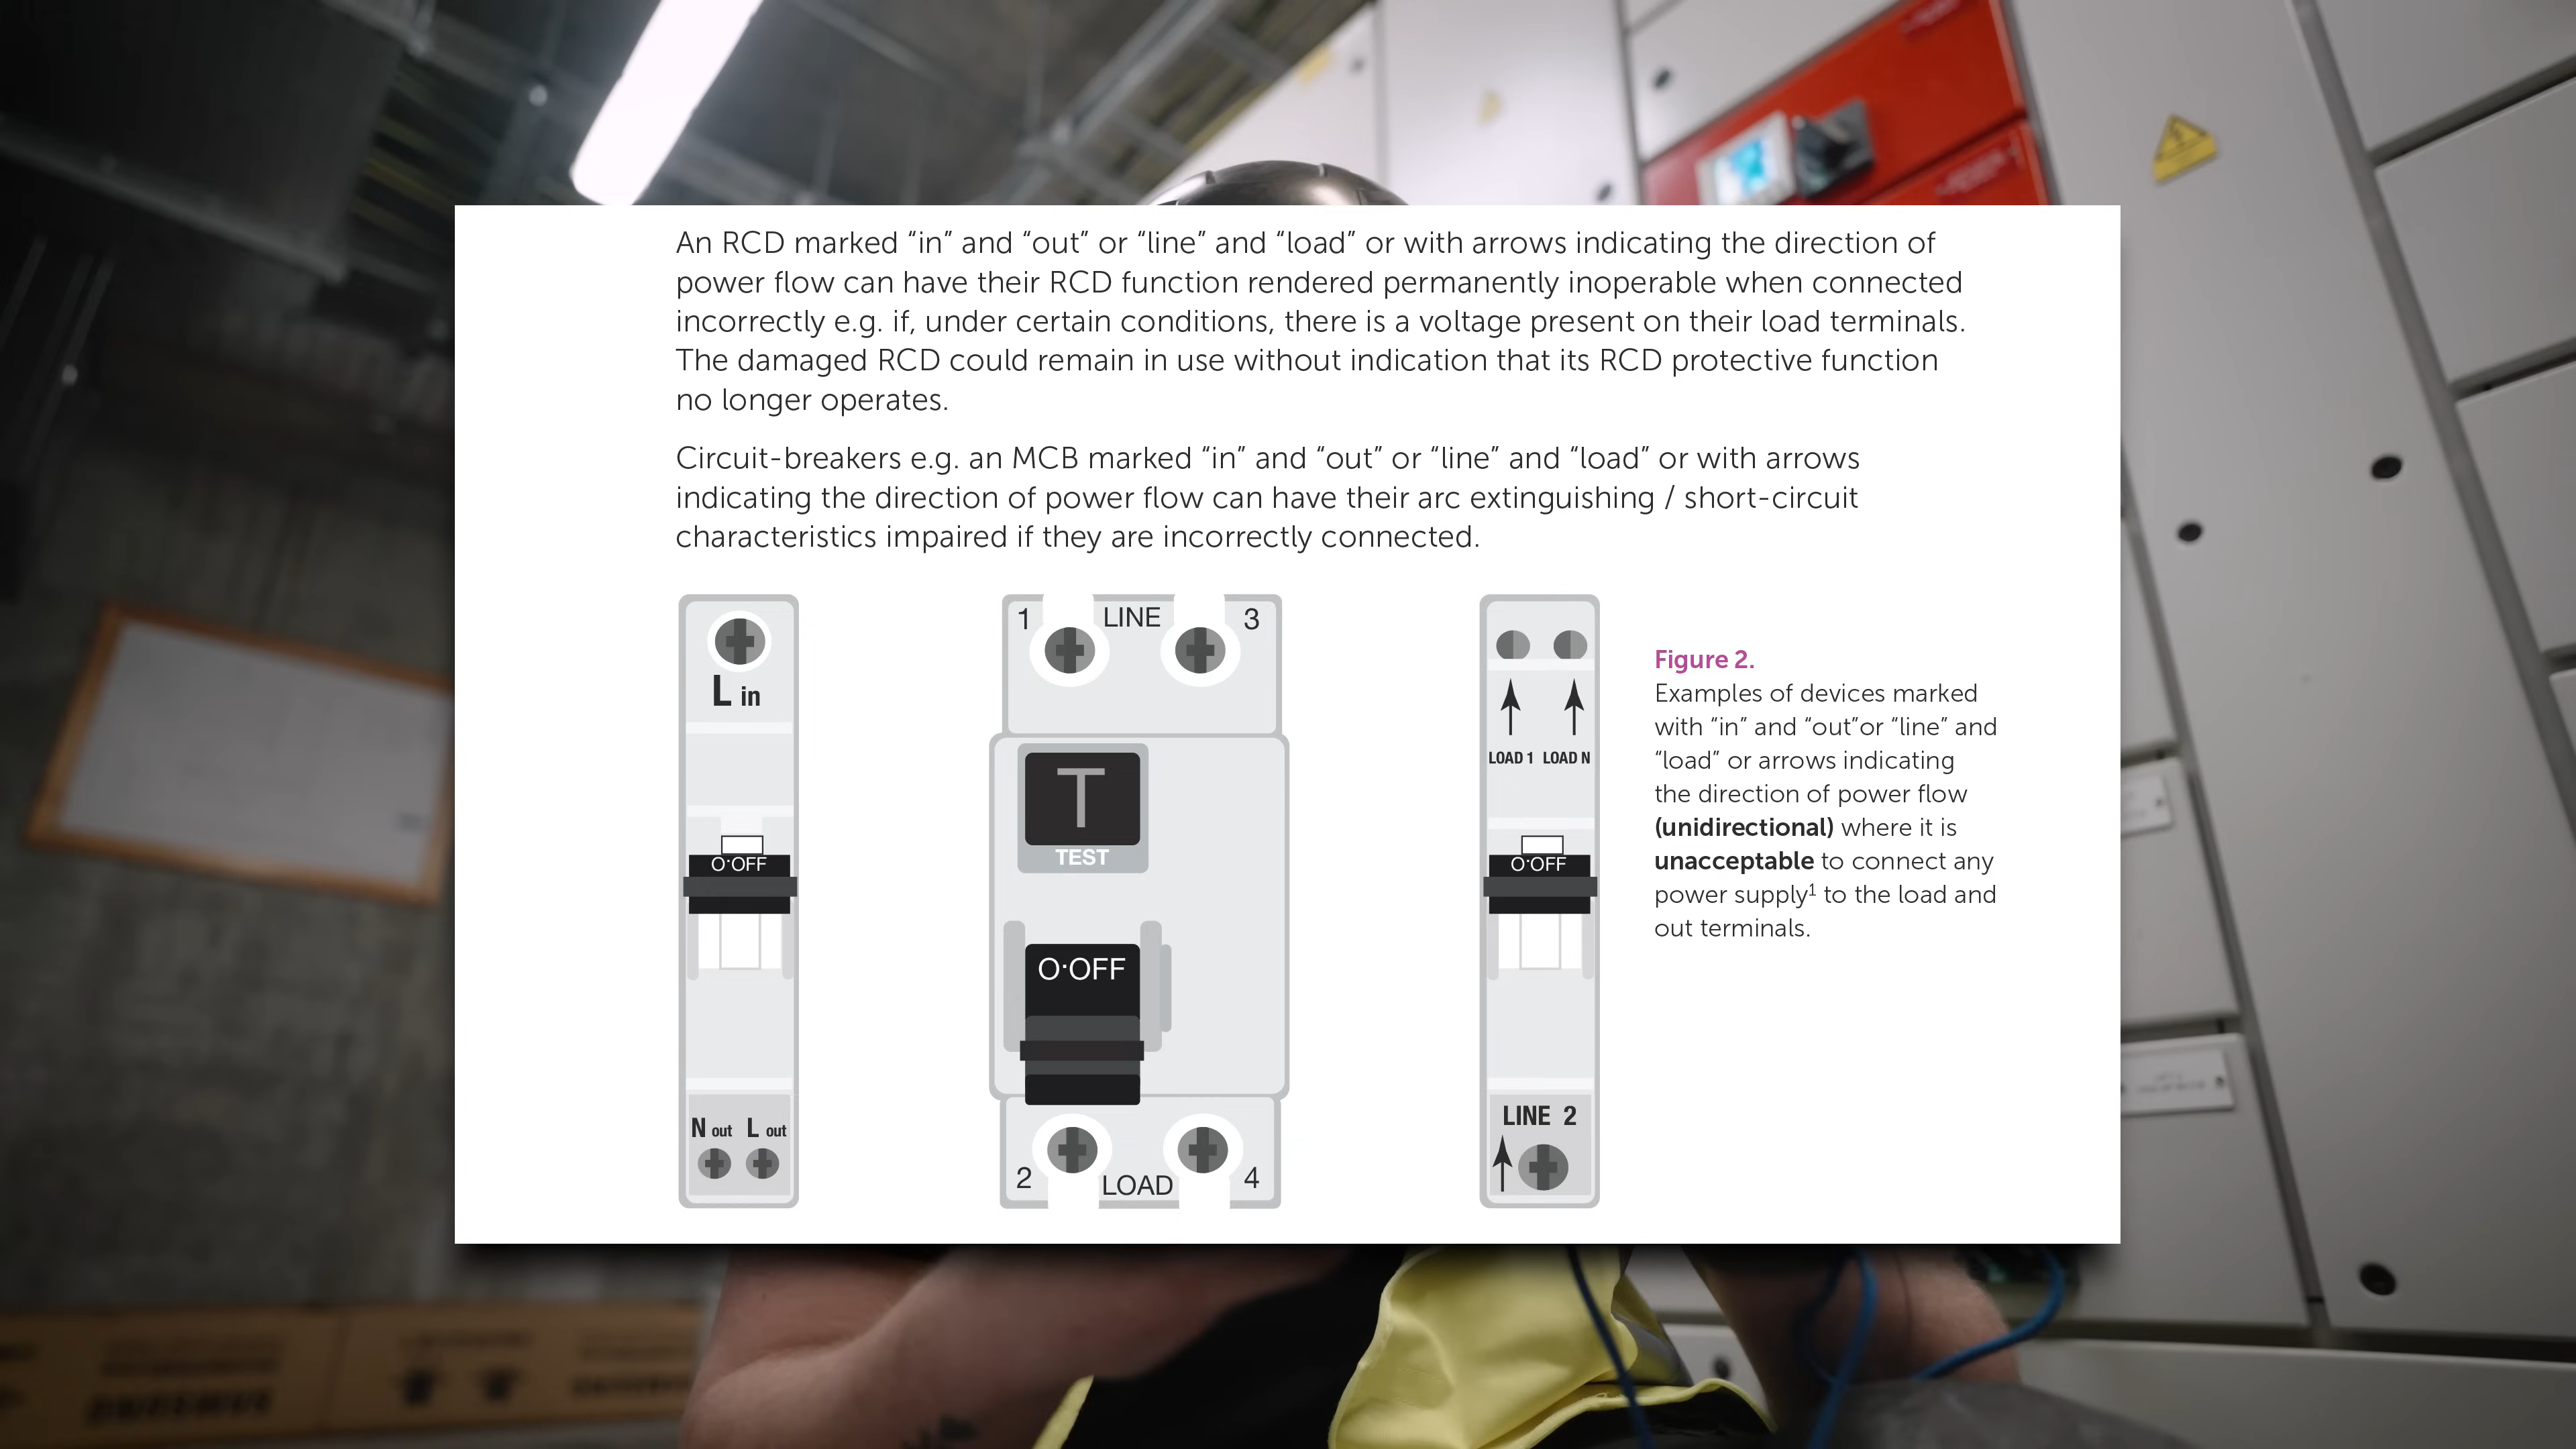 An RCD marked “in” and “out” or “line” and “load” or with arrows indicating the direction of
power flow can have their RCD function rendered permanently inoperable when connected
incorrectly e.g. if, under certain conditions, there is a voltage present on their load terminals.
The damaged RCD could remain in use without indication that its RCD protective function
no longer operates.
Circuit-breakers e.g. an MCB marked “in” and “out” or “line” and “load” or with arrows
indicating the direction of power flow can have their arc extinguishing / short-circuit
characteristics impaired if they are incorrectly connected.
L in
O·OFF
N out L out
1 LINE 3
T
TEST
O·OFF
2 LOAD 4
LOAD 1 LOAD N
O·OFF
LINE 2
Figure 2.
Examples of devices marked
with “in” and “out”or “line” and
“load” or arrows indicating
the direction of power flow
(unidirectional) where it is
unacceptable to connect any
power supply¹ to the load and
out terminals.